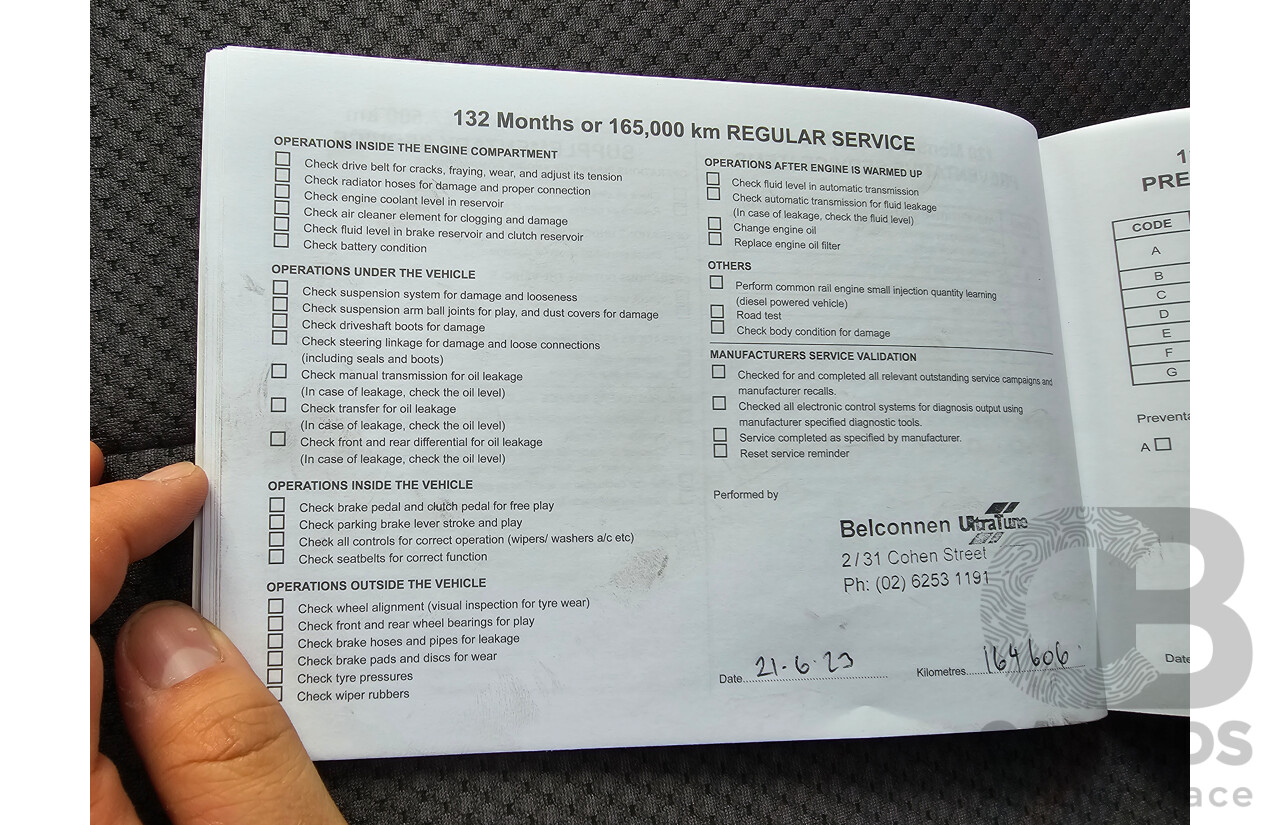 132 Months or 165,000 km REGULAR SERVICE
OPERATIONS INSIDE THE ENGINE COMPARTMENT
Check drive belt for cracks, fraying, wear, and adjust its tension
Check radiator hoses for damage and proper connection
Check engine coolant level in reservoir
Check air cleaner element for clogging and damage
Check fluid level in brake reservoir and clutch reservoir
Check battery condition
OPERATIONS UNDER THE VEHICLE
Check suspension system for damage and looseness
Check suspension arm ball joints for play, and dust covers for damage
Check driveshaft boots for damage
Check steering linkage for damage and loose connections
(including seals and boots)
Check manual transmission for oil leakage
(In case of leakage, check the oil level)
Check transfer for oil leakage
(In case of leakage, check the oil level)
Check front and rear differential for oil leakage
(In case of leakage, check the oil level)
OPERATIONS INSIDE THE VEHICLE
Check brake pedal and clutch pedal for free play
Check parking brake lever stroke and play
Check all controls for correct operation (wipers/ washers a/c etc)
Check seatbelts for correct function
OPERATIONS OUTSIDE THE VEHICLE
Check wheel alignment (visual inspection for tyre wear)
Check front and rear wheel bearings for play
Check brake hoses and pipes for leakage
Check brake pads and discs for wear
Check tyre pressures
Check wiper rubbers
OPERATIONS AFTER ENGINE IS WARMED UP
Check fluid level in automatic transmission
Check automatic transmission for fluid leakage
(In case of leakage, check the fluid level)
Change engine oil
Replace engine oil filter
OTHERS
Perform common rail engine small injection quantity learning
(diesel powered vehicle)
Road test
Check body condition for damage
MANUFACTURERS SERVICE VALIDATION
Checked for and completed all relevant outstanding service campaigns and
manufacturer recalls.
Checked all electronic control systems for diagnosis output using
manufacturer specified diagnostic tools.
Service completed as specified by manufacturer.
Reset service reminder
Performed by
Belconnen UltraTune
2/31 Cohen Street
Ph: (02) 6253 1191
Date 21.6.23 Kilometres 164606
1
PRE
CODE
A
B
C
D
E
F
G
Preventa
A
Date